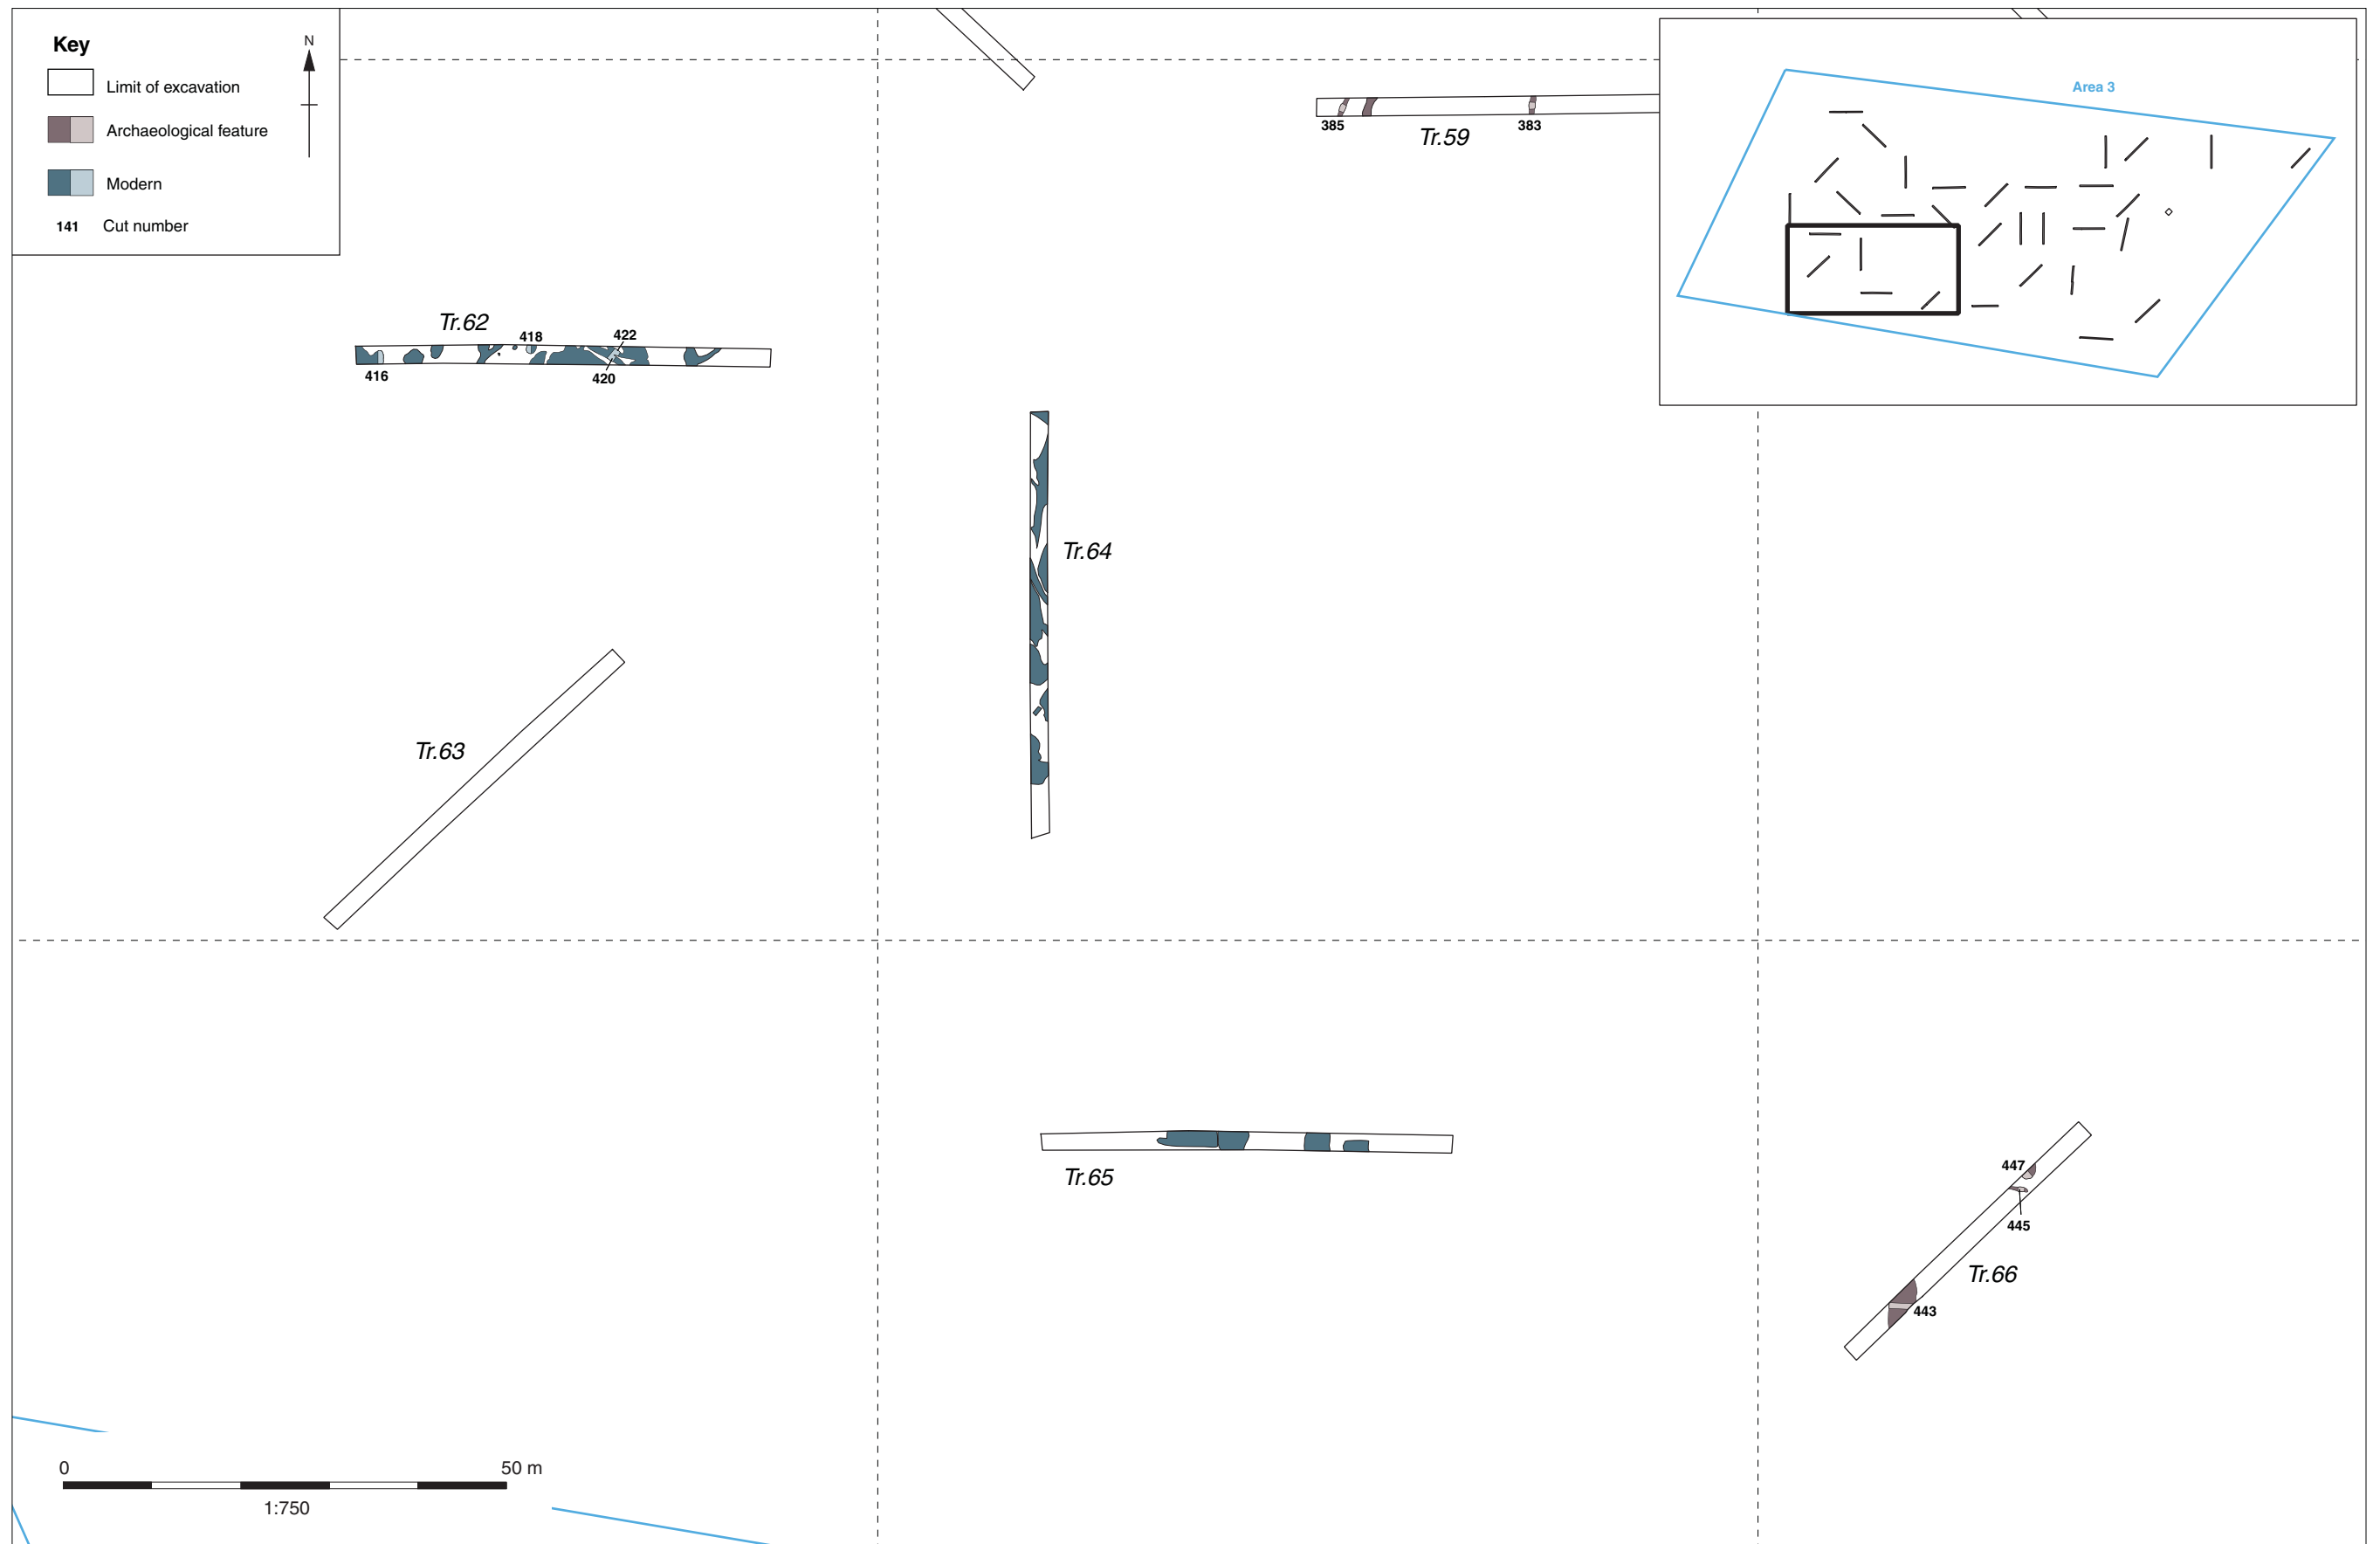 Key
N
Limit of excavation
Archaeological feature
Modern
141 Cut number
Area 3
385
383
Tr.59
Tr.62
418
422
416
420
Tr.64
Tr.63
Tr.65
447
445
Tr.66
443
0
50 m
1:750